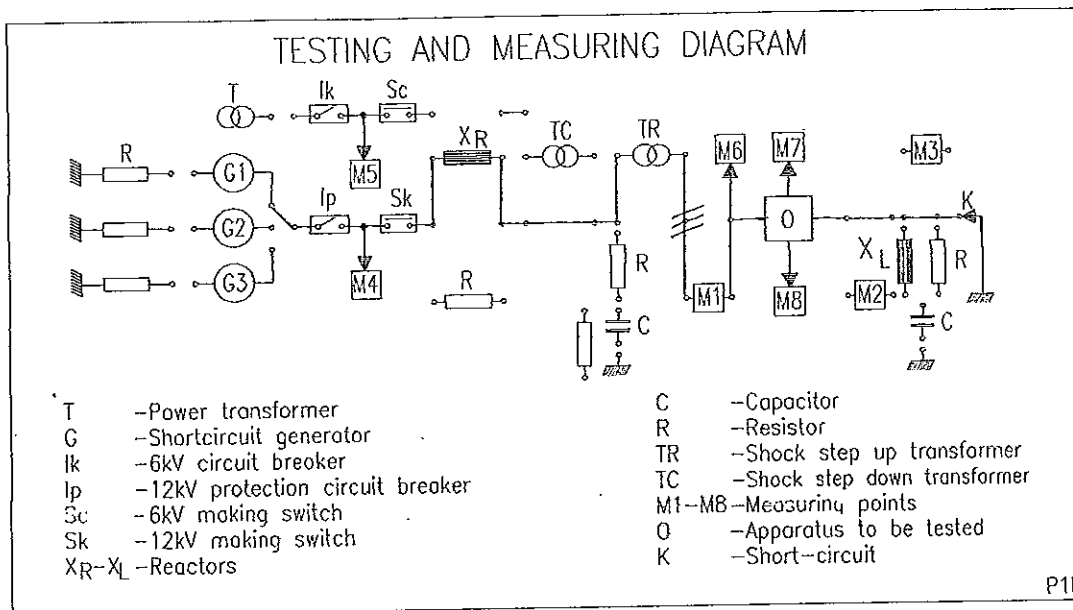 TESTING AND MEASURING DIAGRAM
T Ik Sc
XR TC TR M6 M7 M3
R G1 M5
Ip Sk O K
G2
R XL R
G3 M4 R M1 M8 M2
C C
T -Power transformer
G -Shortcircuit generator
Ik -6kV circuit breaker
Ip -12kV protection circuit breaker
Sc -6kV making switch
Sk -12kV making switch
XR-XL-Reactors
C -Capacitor
R -Resistor
TR -Shock step up transformer
TC -Shock step down transformer
M1-M8-Measuring points
O -Apparatus to be tested
K -Short-circuit